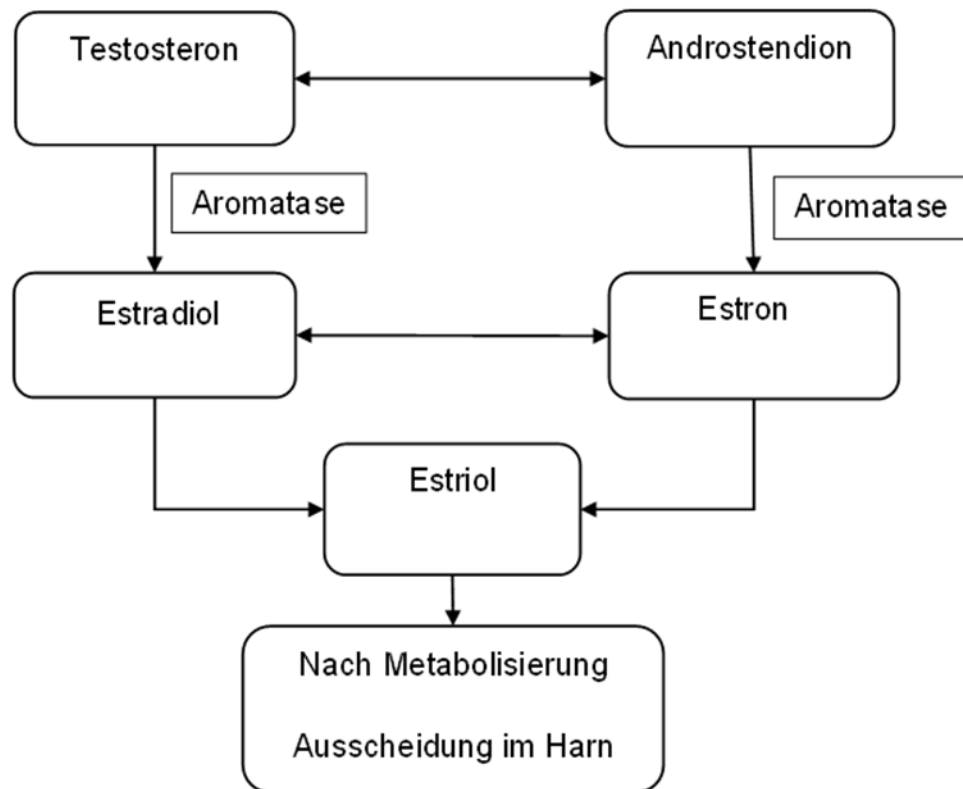 Testosteron
Androstendion
Aromatase
Aromatase
Estradiol
Estron
Estriol
Nach Metabolisierung
Ausscheidung im Harn